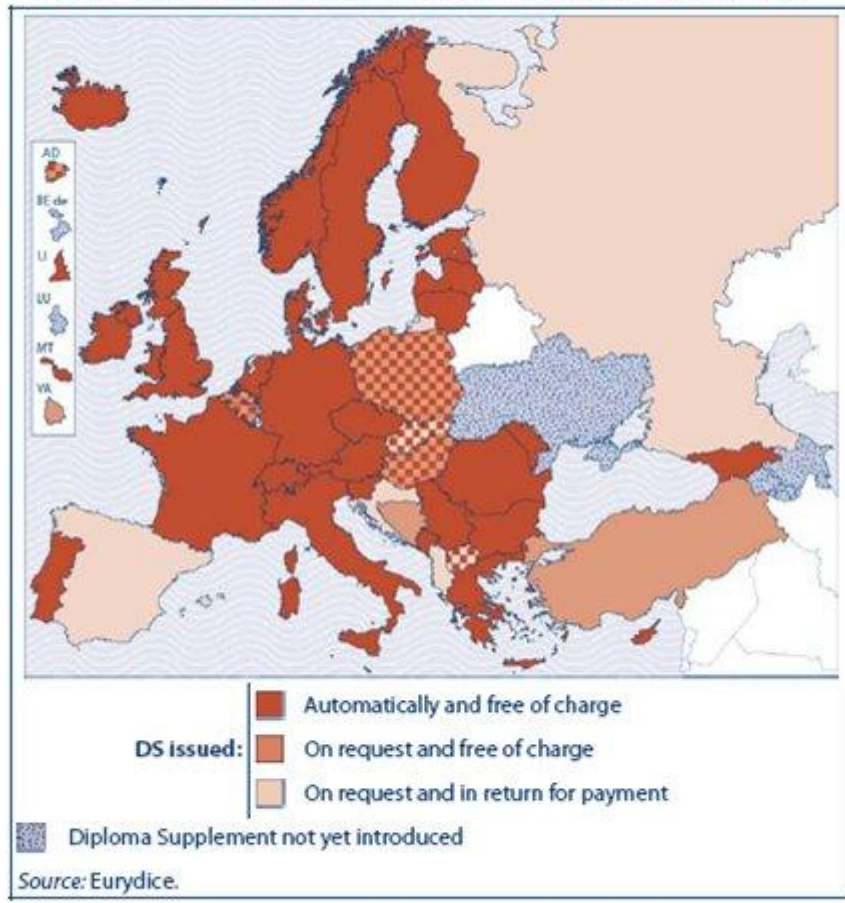 AD
BE de
LI
LU
MT
VA
Automatically and free of charge
DS issued:
On request and free of charge
On request and in return for payment
Diploma Supplement not yet introduced
Source: Eurydice.